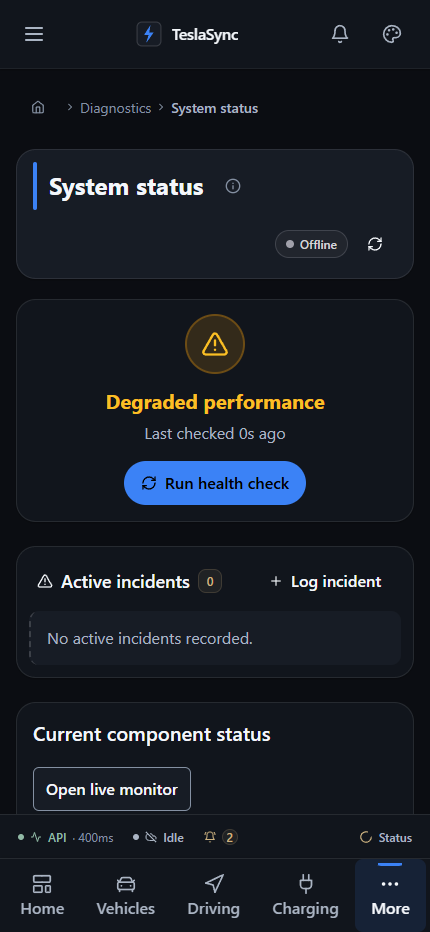 TeslaSync
Diagnostics
System status
System status
Offline
Degraded performance
Last checked 0s ago
Run health check
Active incidents 0
Log incident
No active incidents recorded.
Current component status
Open live monitor
API · 400ms
Idle
2
Status
Home
Vehicles
Driving
Charging
More